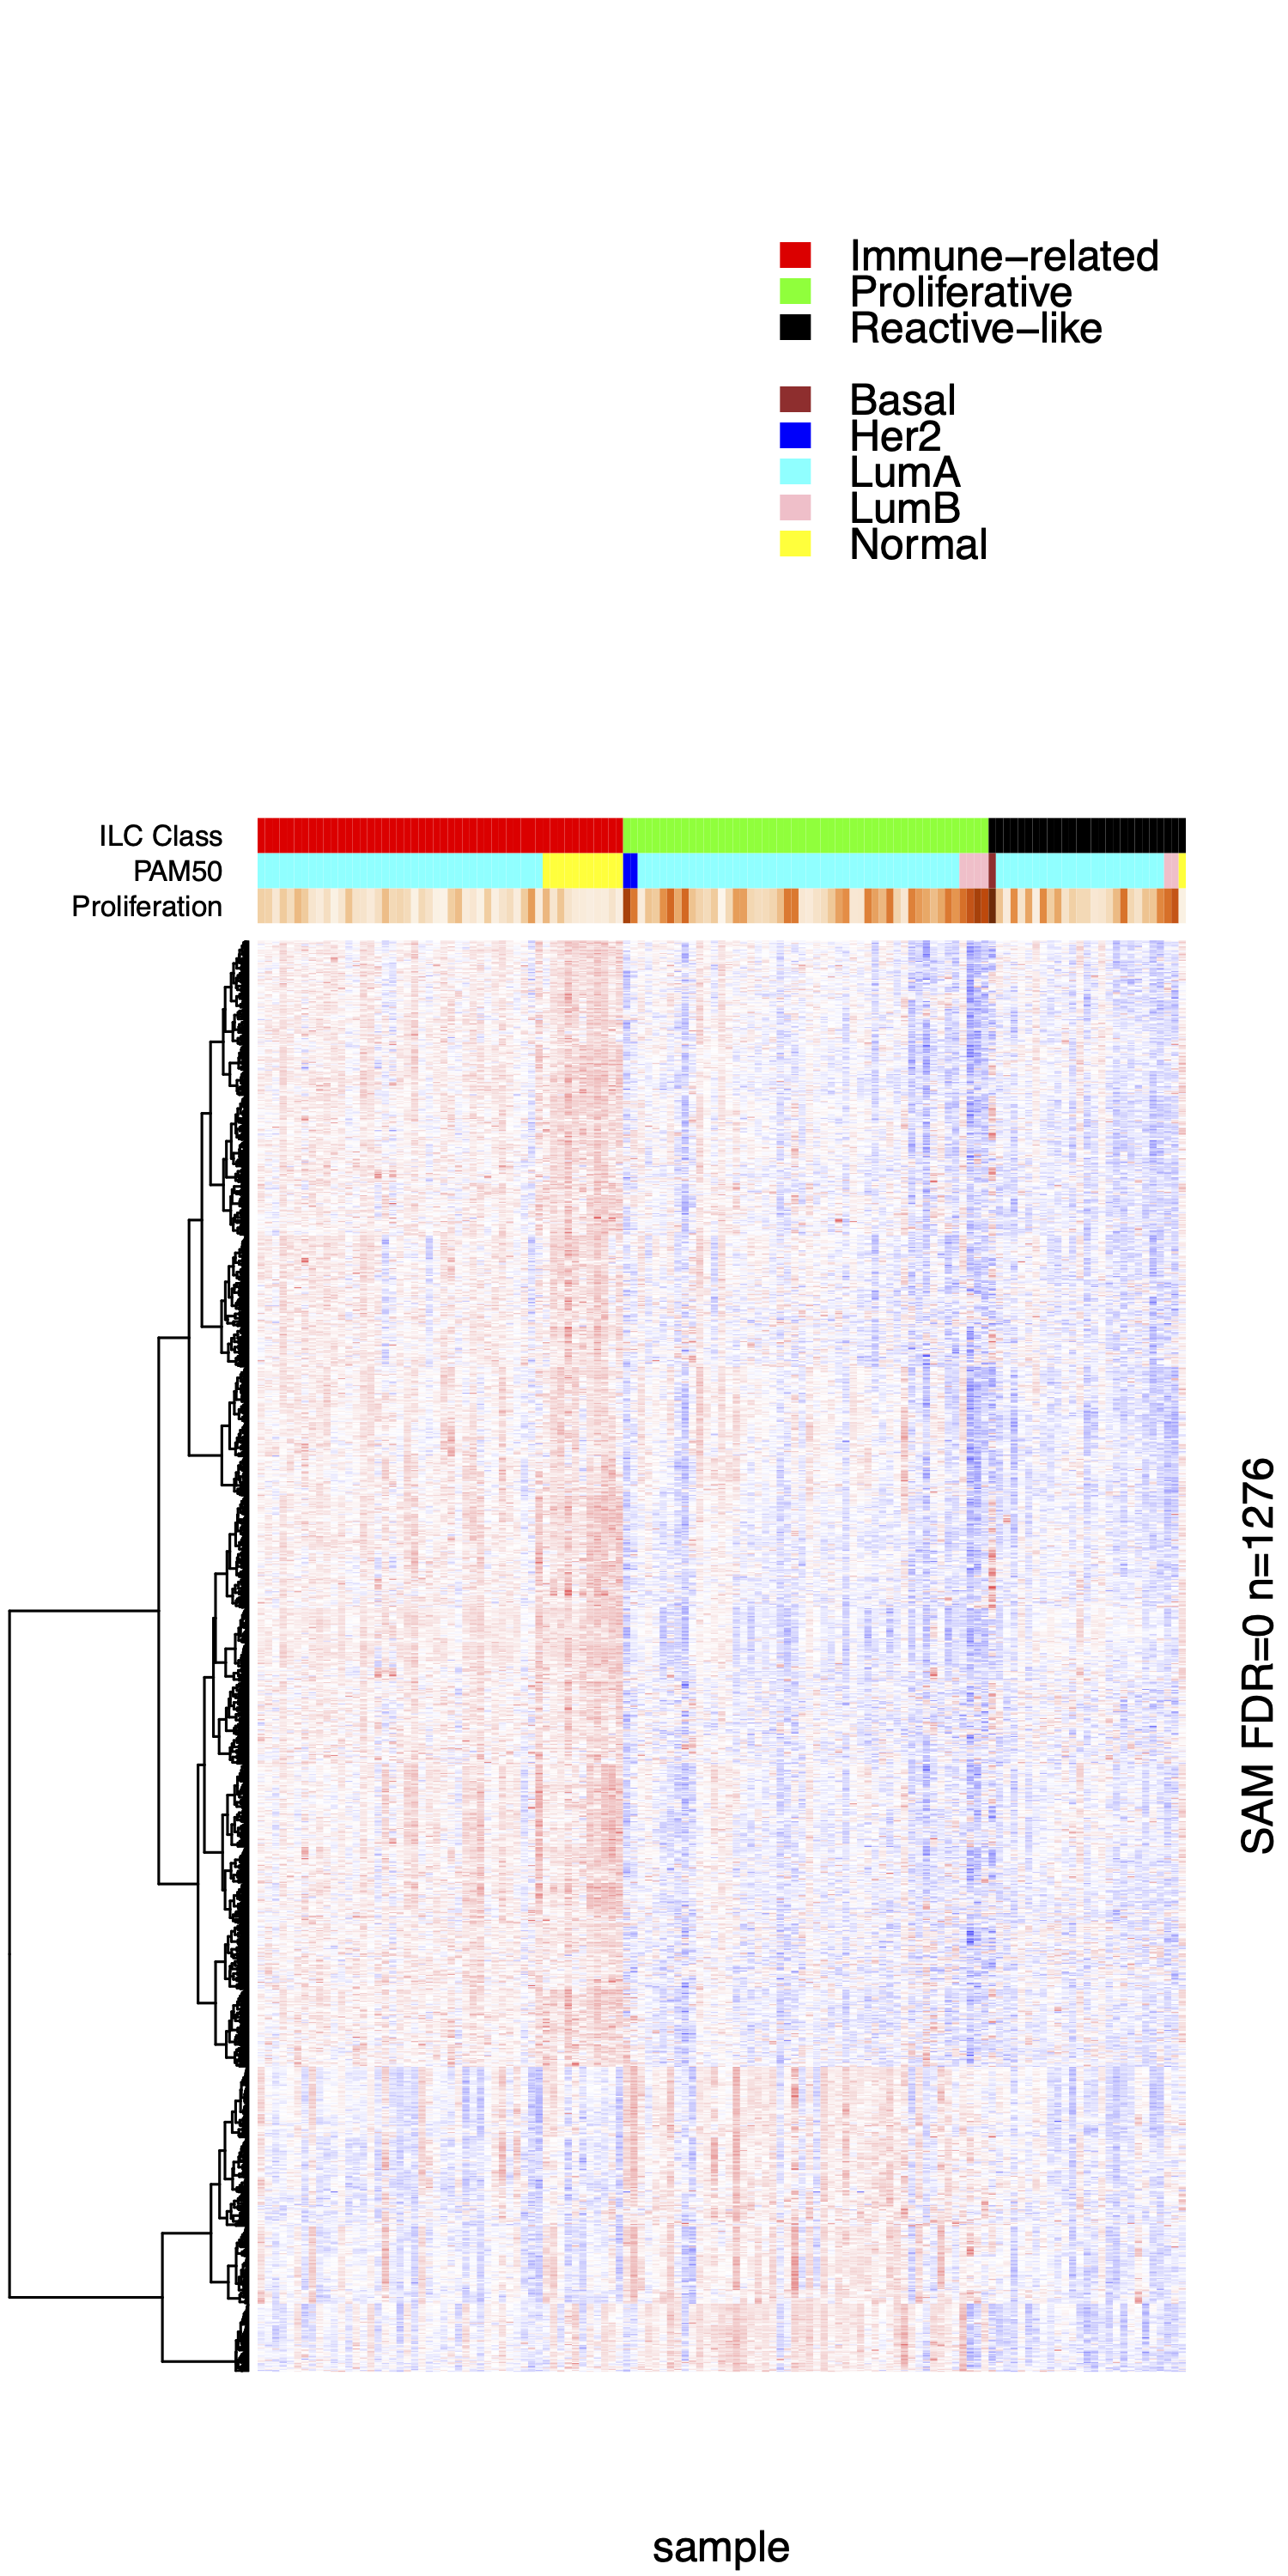 Immune−related
Proliferative
Reactive−like
Basal
Her2
LumA
LumB
Normal
ILC Class
PAM50
Proliferation
SAM FDR=0 n=1276
sample